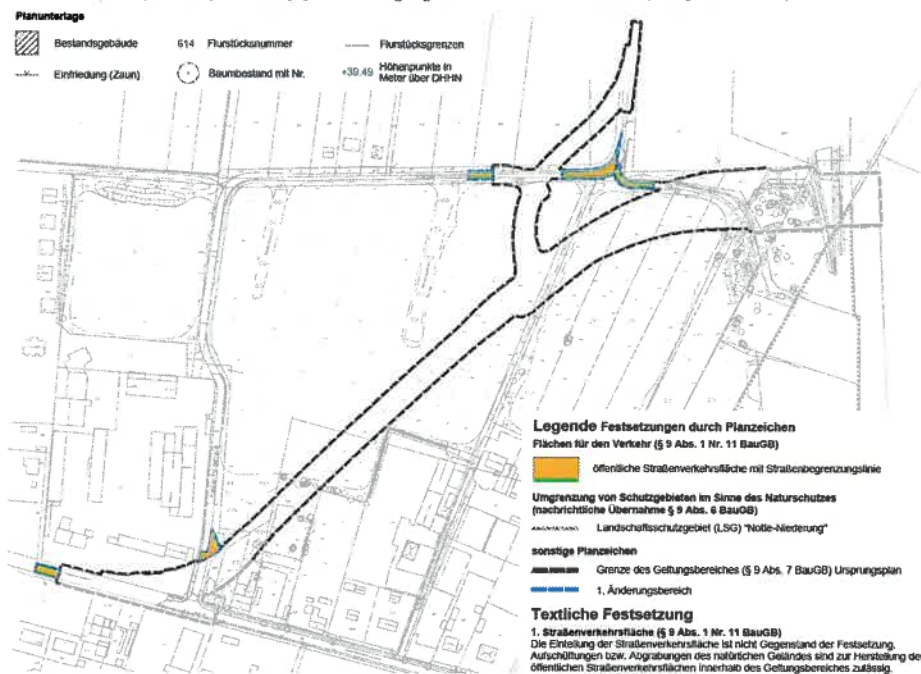 Planunterlage
Bestandsgebäude
614 Flurstücksnummer
Flurstücksgrenzen
Einfriedung (Zaun)
Baumbestand mit Nr.
+39.49 Höhenpunkte in
Meter über DHHN
Legende Festsetzungen durch Planzeichen
Flächen für den Verkehr (§ 9 Abs. 1 Nr. 11 BauGB)
öffentliche Straßenverkehrsfläche mit Straßenbegrenzungslinie
Umgrenzung von Schutzgebieten im Sinne des Naturschutzes
(nachrichtliche Übernahme § 9 Abs. 6 BauGB)
Landschaftsschutzgebiet (LSG) "Notte-Niederung"
sonstige Planzeichen
Grenze des Geltungsbereiches (§ 9 Abs. 7 BauGB) Ursprungsplan
1. Änderungsbereich
Textliche Festsetzung
1. Straßenverkehrsfläche (§ 9 Abs. 1 Nr. 11 BauGB)
Die Einteilung der Straßenverkehrsfläche ist nicht Gegenstand der Festsetzung.
Aufschüttungen bzw. Abgrabungen des natürlichen Geländes sind zur Herstellung der
öffentlichen Straßenverkehrsflächen innerhalb des Geltungsbereiches zulässig.